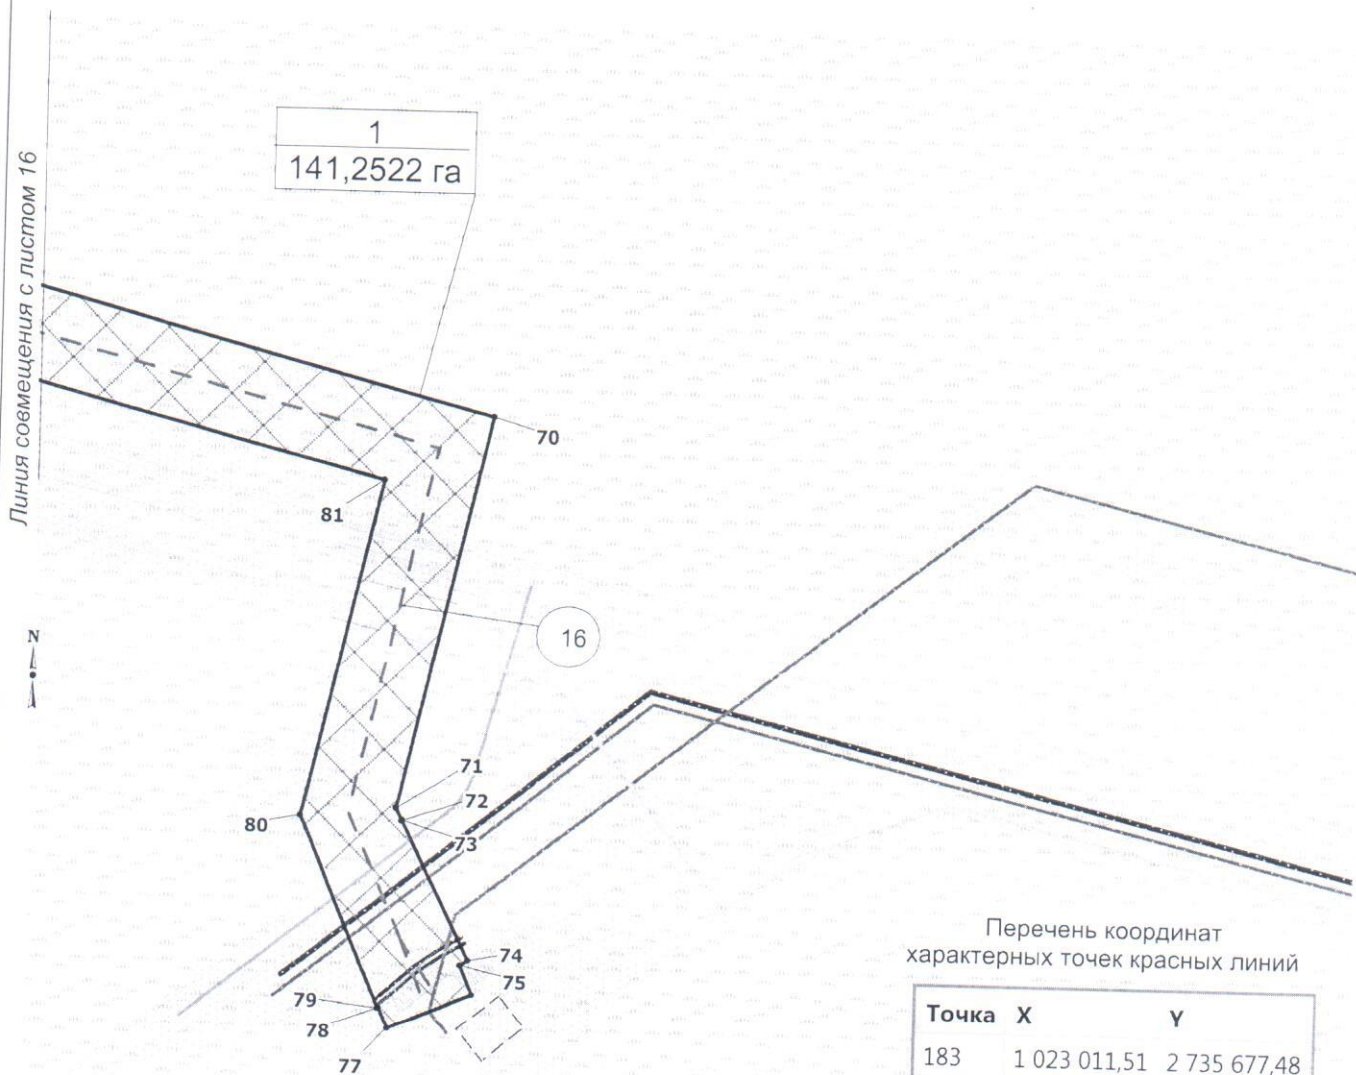 Линия совмещения с листом 16
1
141,2522 га
70
81
16
N
71
72
80
73
74
75
79
78
77
Перечень координат
характерных точек красных линий
Точка X Y
183 1 023 011,51 2 735 677,48